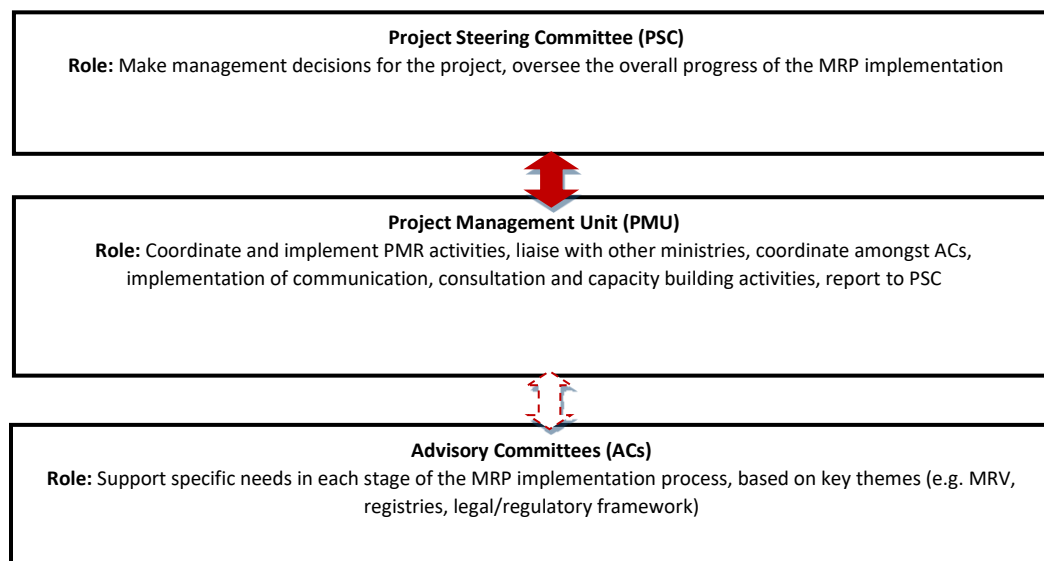 Project Steering Committee (PSC)
Role: Make management decisions for the project, oversee the overall progress of the MRP implementation
Project Management Unit (PMU)
Role: Coordinate and implement PMR activities, liaise with other ministries, coordinate amongst ACs,
implementation of communication, consultation and capacity building activities, report to PSC
Advisory Committees (ACs)
Role: Support specific needs in each stage of the MRP implementation process, based on key themes (e.g. MRV,
registries, legal/regulatory framework)